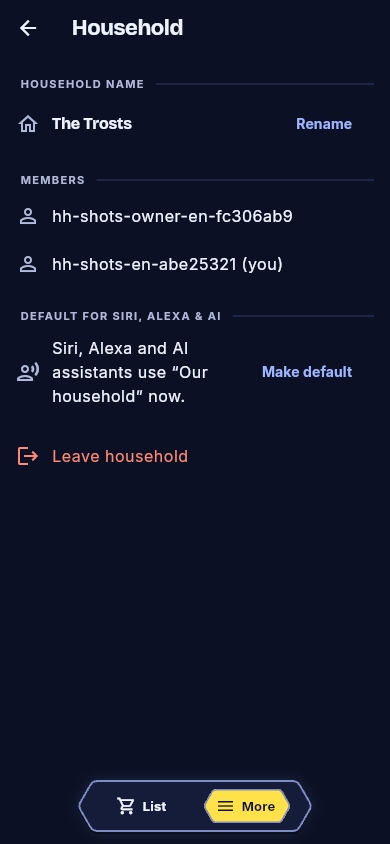 Household
HOUSEHOLD NAME
The Trosts
Rename
MEMBERS
hh-shots-owner-en-fc306ab9
hh-shots-en-abe25321 (you)
DEFAULT FOR SIRI, ALEXA & AI
Siri, Alexa and AI
assistants use “Our
household” now.
Make default
Leave household
List
More